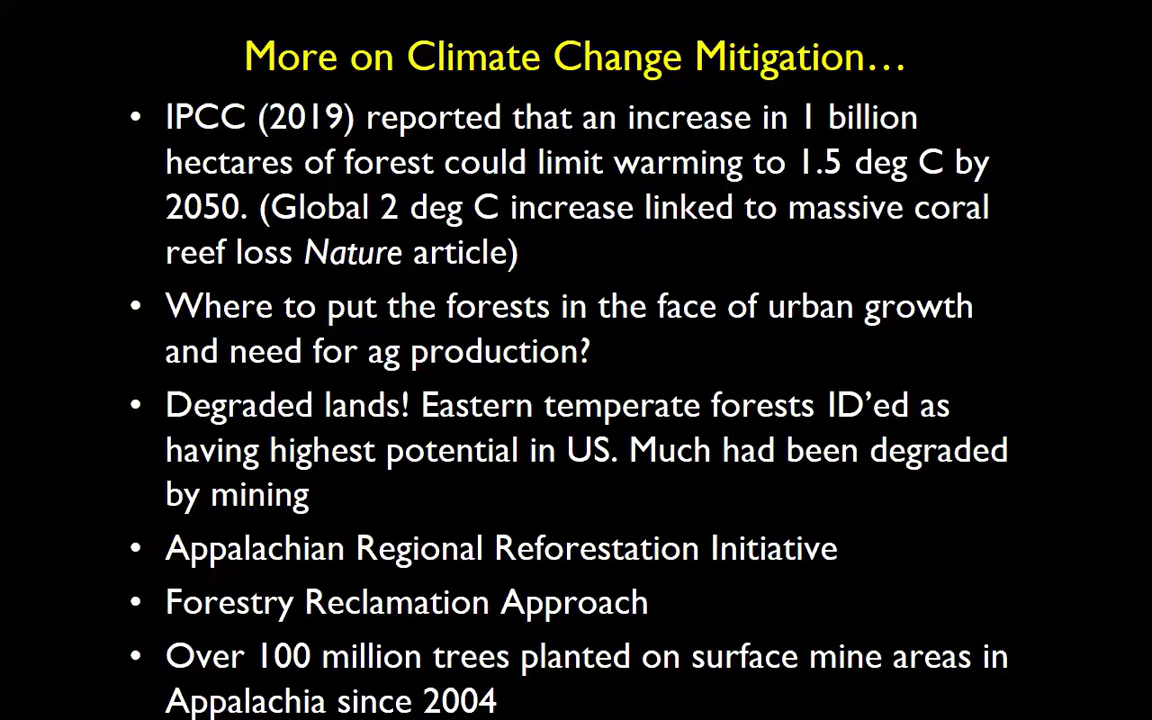 More on Climate Change Mitigation…
• IPCC (2019) reported that an increase in 1 billion
hectares of forest could limit warming to 1.5 deg C by
2050. (Global 2 deg C increase linked to massive coral
reef loss Nature article)
• Where to put the forests in the face of urban growth
and need for ag production?
• Degraded lands! Eastern temperate forests ID’ed as
having highest potential in US. Much had been degraded
by mining
• Appalachian Regional Reforestation Initiative
• Forestry Reclamation Approach
• Over 100 million trees planted on surface mine areas in
Appalachia since 2004